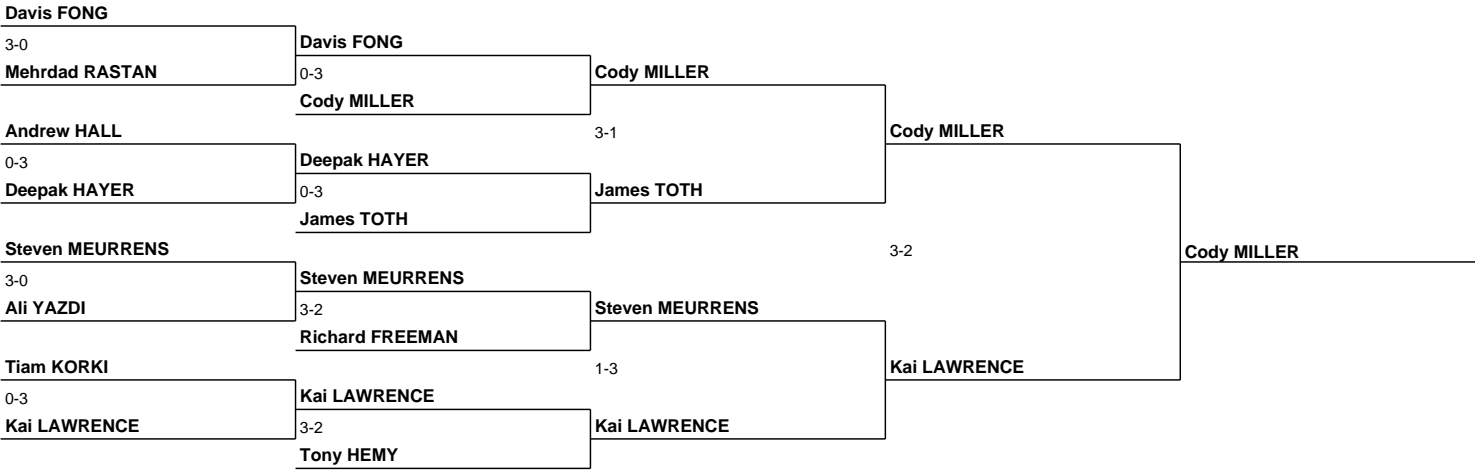 Davis FONG
3-0
Mehrdad RASTAN
Andrew HALL
0-3
Deepak HAYER
Steven MEURRENS
3-0
Ali YAZDI
Tiam KORKI
0-3
Kai LAWRENCE
Davis FONG
0-3
Cody MILLER
Deepak HAYER
0-3
James TOTH
Steven MEURRENS
3-2
Richard FREEMAN
Kai LAWRENCE
3-2
Tony HEMY
Cody MILLER
3-1
James TOTH
Steven MEURRENS
1-3
Kai LAWRENCE
Cody MILLER
3-2
Kai LAWRENCE
Cody MILLER